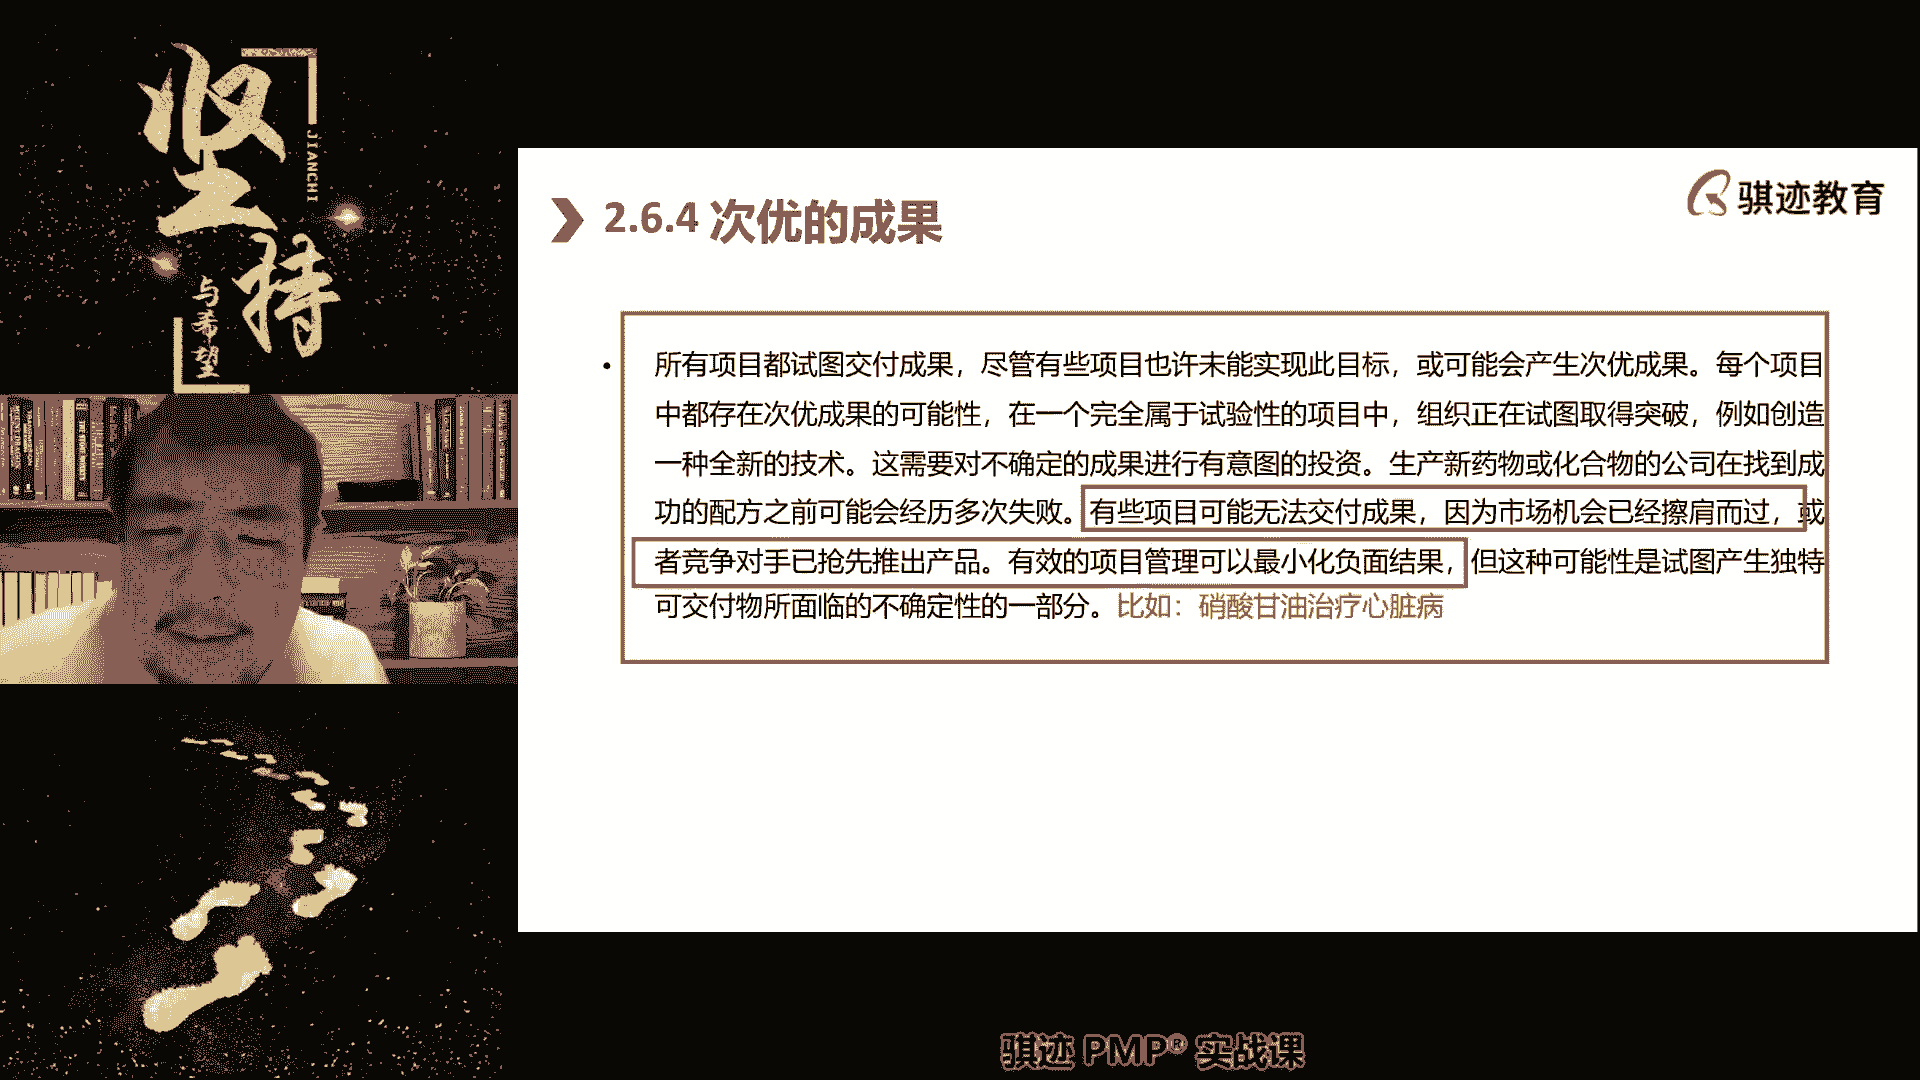 坚持
JIANCHI
与希望
骐迹教育
2.6.4 次优的成果
• 所有项目都试图交付成果，尽管有些项目也许未能实现此目标，或可能会产生次优成果。每个项目
中都存在次优成果的可能性，在一个完全属于试验性的项目中，组织正在试图取得突破，例如创造
一种全新的技术。这需要对不确定的成果进行有意图的投资。生产新药物或化合物的公司在找到成
功的配方之前可能会经历多次失败。有些项目可能无法交付成果，因为市场机会已经擦肩而过，或
者竞争对手已抢先推出产品。有效的项目管理可以最小化负面结果，但这种可能性是试图产生独特
可交付物所面临的不确定性的一部分。比如：硝酸甘油治疗心脏病
骐迹 PMP® 实战课